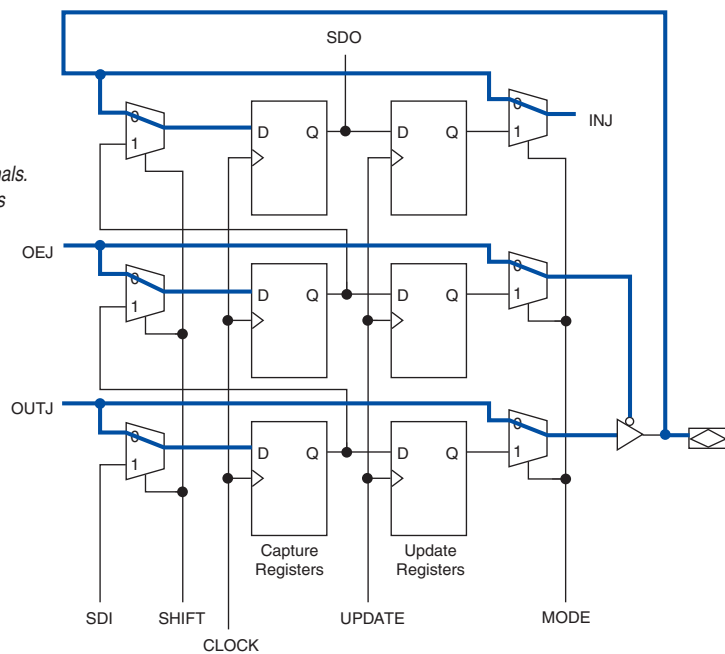 SDO
0
1
D Q
D Q
0
1
INJ
nals.
s
OEJ
0
1
D Q
D Q
0
1
OUTJ
0
1
D Q
D Q
0
1
Capture
Registers
Update
Registers
SDI
SHIFT
CLOCK
UPDATE
MODE